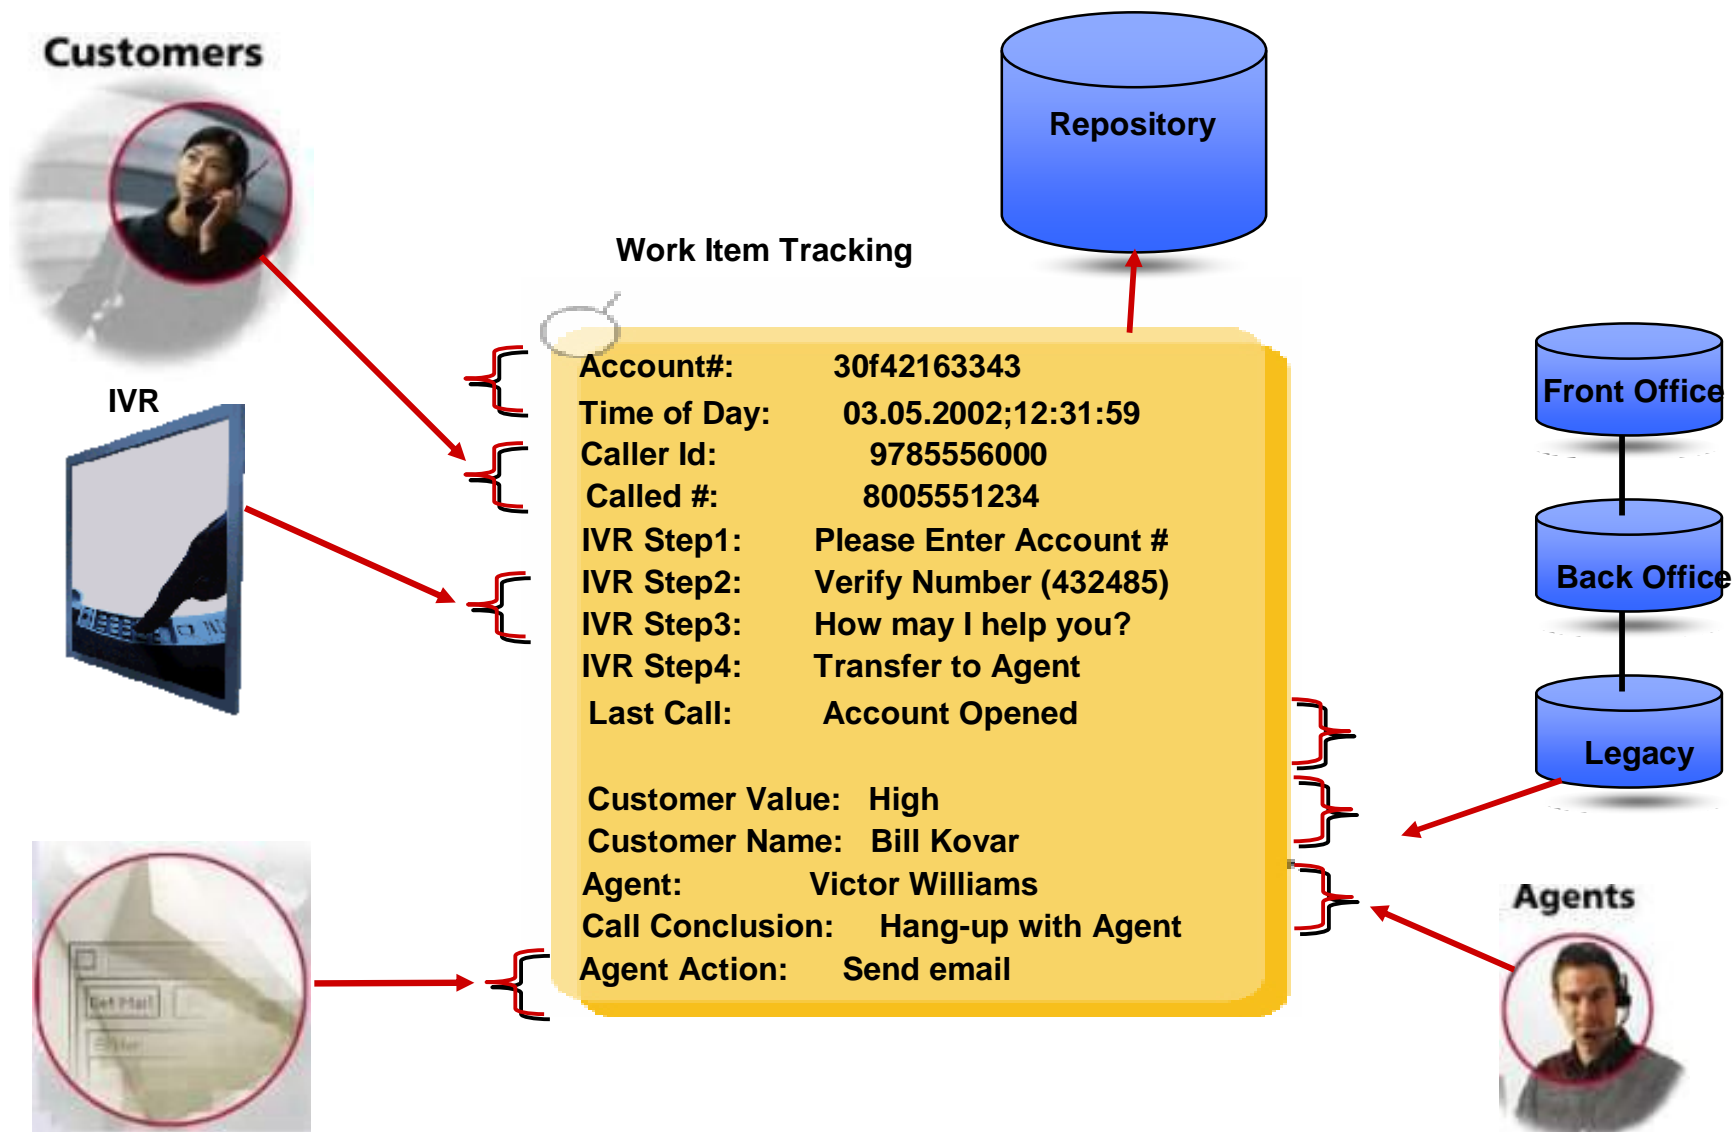 Customers
Repository
Work Item Tracking
IVR
Account#: 30f42163343
Time of Day: 03.05.2002;12:31:59
Caller Id: 9785556000
Called #: 8005551234
IVR Step1: Please Enter Account #
IVR Step2: Verify Number (432485)
IVR Step3: How may I help you?
IVR Step4: Transfer to Agent
Last Call: Account Opened
Customer Value: High
Customer Name: Bill Kovar
Agent: Victor Williams
Call Conclusion: Hang-up with Agent
Agent Action: Send email
Front Office
Back Office
Legacy
Agents
Get Mail